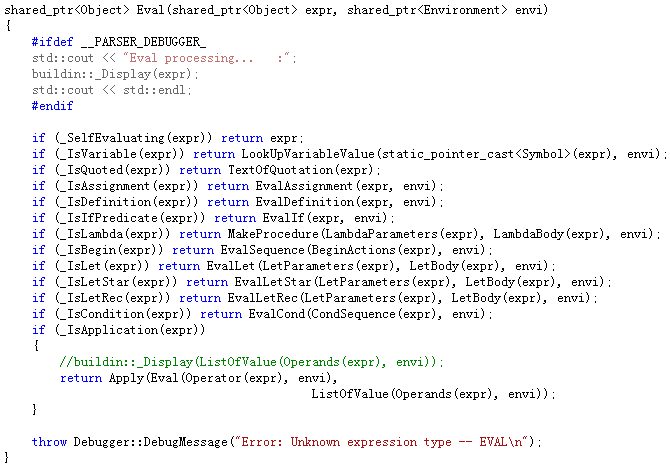 shared_ptr<Object> Eval(shared_ptr<Object> expr, shared_ptr<Environment> envi)
{
    #ifdef __PARSER_DEBUGGER_
    std::cout << "Eval processing...   :";
    buildin::_Display(expr);
    std::cout << std::endl;
    #endif

    if (_SelfEvaluating(expr)) return expr;
    if (_IsVariable(expr)) return LookUpVariableValue(static_pointer_cast<Symbol>(expr), envi);
    if (_IsQuoted(expr)) return TextOfQuotation(expr);
    if (_IsAssignment(expr)) return EvalAssignment(expr, envi);
    if (_IsDefinition(expr)) return EvalDefinition(expr, envi);
    if (_IsIfPredicate(expr)) return EvalIf(expr, envi);
    if (_IsLambda(expr)) return MakeProcedure(LambdaParameters(expr), LambdaBody(expr), envi);
    if (_IsBegin(expr)) return EvalSequence(BeginActions(expr), envi);
    if (_IsLet(expr)) return EvalLet(LetParameters(expr), LetBody(expr), envi);
    if (_IsLetStar(expr)) return EvalLetStar(LetParameters(expr), LetBody(expr), envi);
    if (_IsLetRec(expr)) return EvalLetRec(LetParameters(expr), LetBody(expr), envi);
    if (_IsCondition(expr)) return EvalCond(CondSequence(expr), envi);
    if (_IsApplication(expr))
    {
        //buildin::_Display(ListOfValue(Operands(expr), envi));
        return Apply(Eval(Operator(expr), envi),
                                            ListOfValue(Operands(expr), envi));
    }

    throw Debugger::DebugMessage("Error: Unknown expression type -- EVAL\n");
}